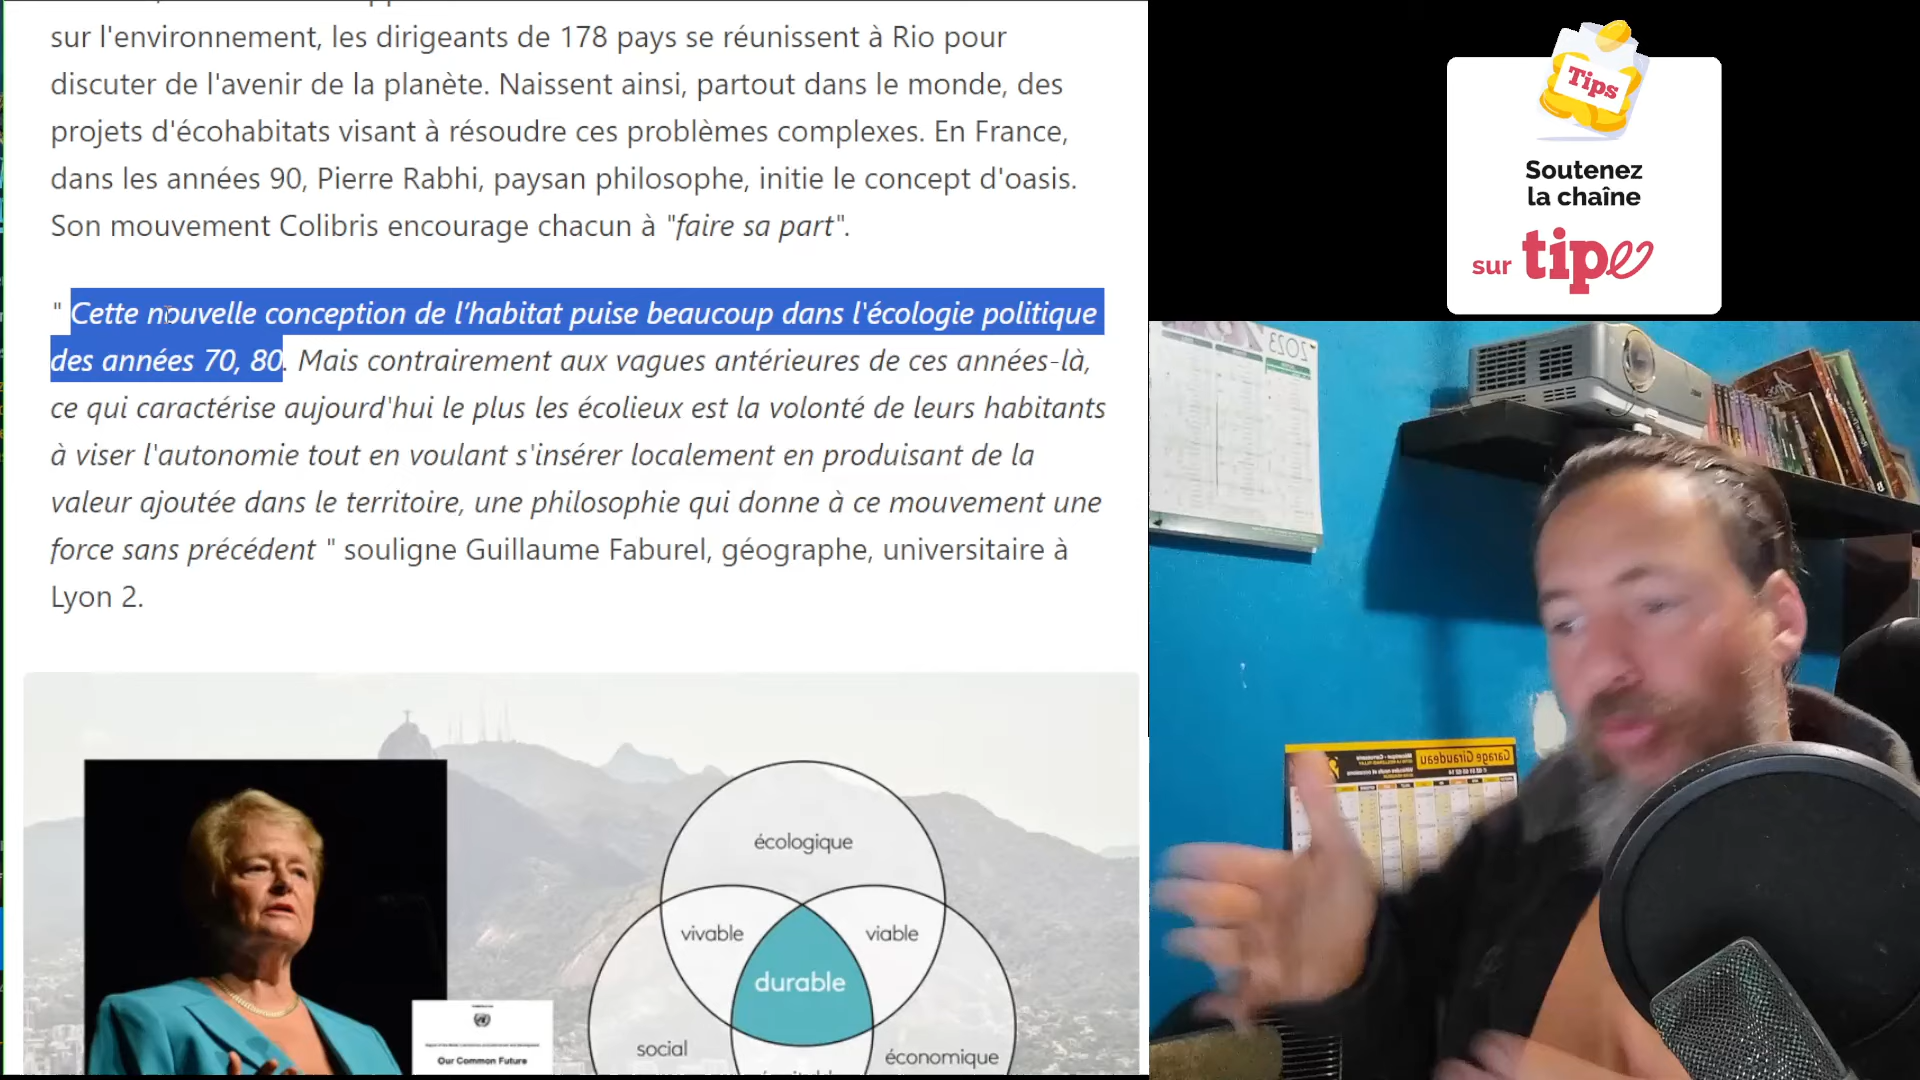 sur l'environnement, les dirigeants de 178 pays se réunissent à Rio pour
discuter de l'avenir de la planète. Naissent ainsi, partout dans le monde, des
projets d'écohabitats visant à résoudre ces problèmes complexes. En France,
dans les années 90, Pierre Rabhi, paysan philosophe, initie le concept d'oasis.
Son mouvement Colibris encourage chacun à "faire sa part".
" Cette nouvelle conception de l’habitat puise beaucoup dans l'écologie politique
des années 70, 80. Mais contrairement aux vagues antérieures de ces années-là,
ce qui caractérise aujourd'hui le plus les écolieux est la volonté de leurs habitants
à viser l'autonomie tout en voulant s'insérer localement en produisant de la
valeur ajoutée dans le territoire, une philosophie qui donne à ce mouvement une
force sans précédent " souligne Guillaume Faburel, géographe, universitaire à
Lyon 2.
écologique
vivable
viable
durable
social
économique
Our Common Future
Tips
Soutenez
la chaîne
sur tipeee
2023
Garage Giraudeau